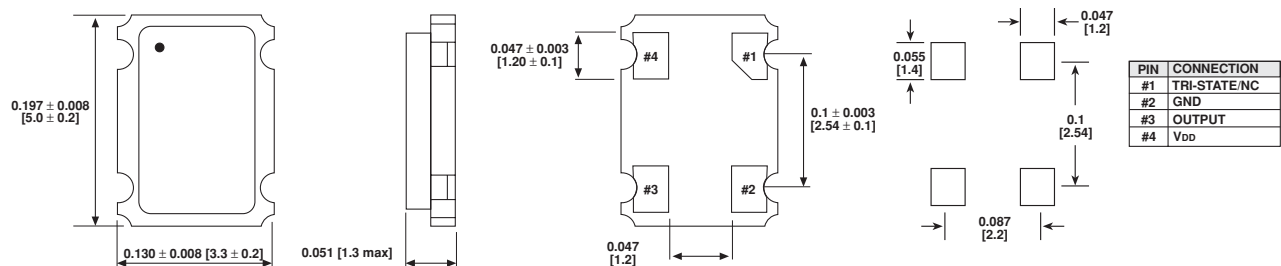 0.197 ± 0.008
[5.0 ± 0.2]
0.130 ± 0.008 [3.3 ± 0.2]
0.051 [1.3 max]
0.047 ± 0.003
[1.20 ± 0.1]
#4
#1
#3
#2
0.1 ± 0.003
[2.54 ± 0.1]
0.047
[1.2]
0.047
[1.2]
0.055
[1.4]
0.1
[2.54]
0.087
[2.2]
PIN CONNECTION
#1 TRI-STATE/NC
#2 GND
#3 OUTPUT
#4 VDD